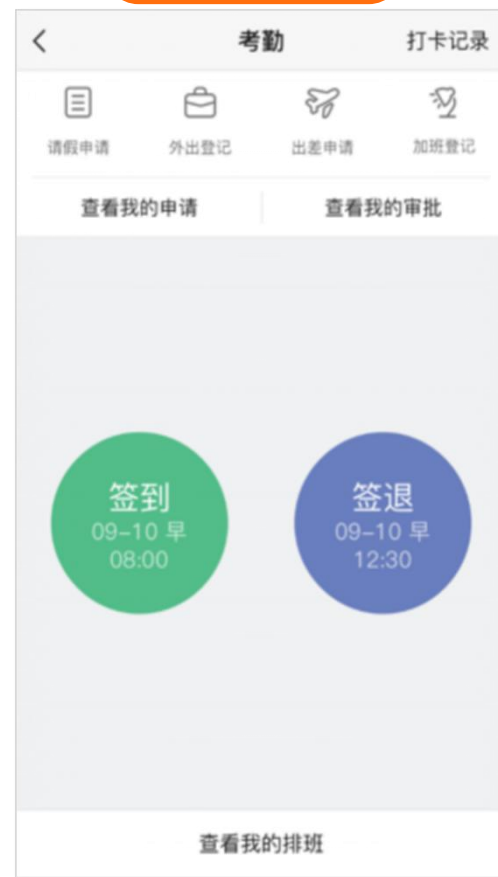 考勤
打卡记录
请假申请
外出登记
出差申请
加班登记
查看我的申请
查看我的审批
签到
09-10 早
08:00
签退
09-10 早
12:30
查看我的排班